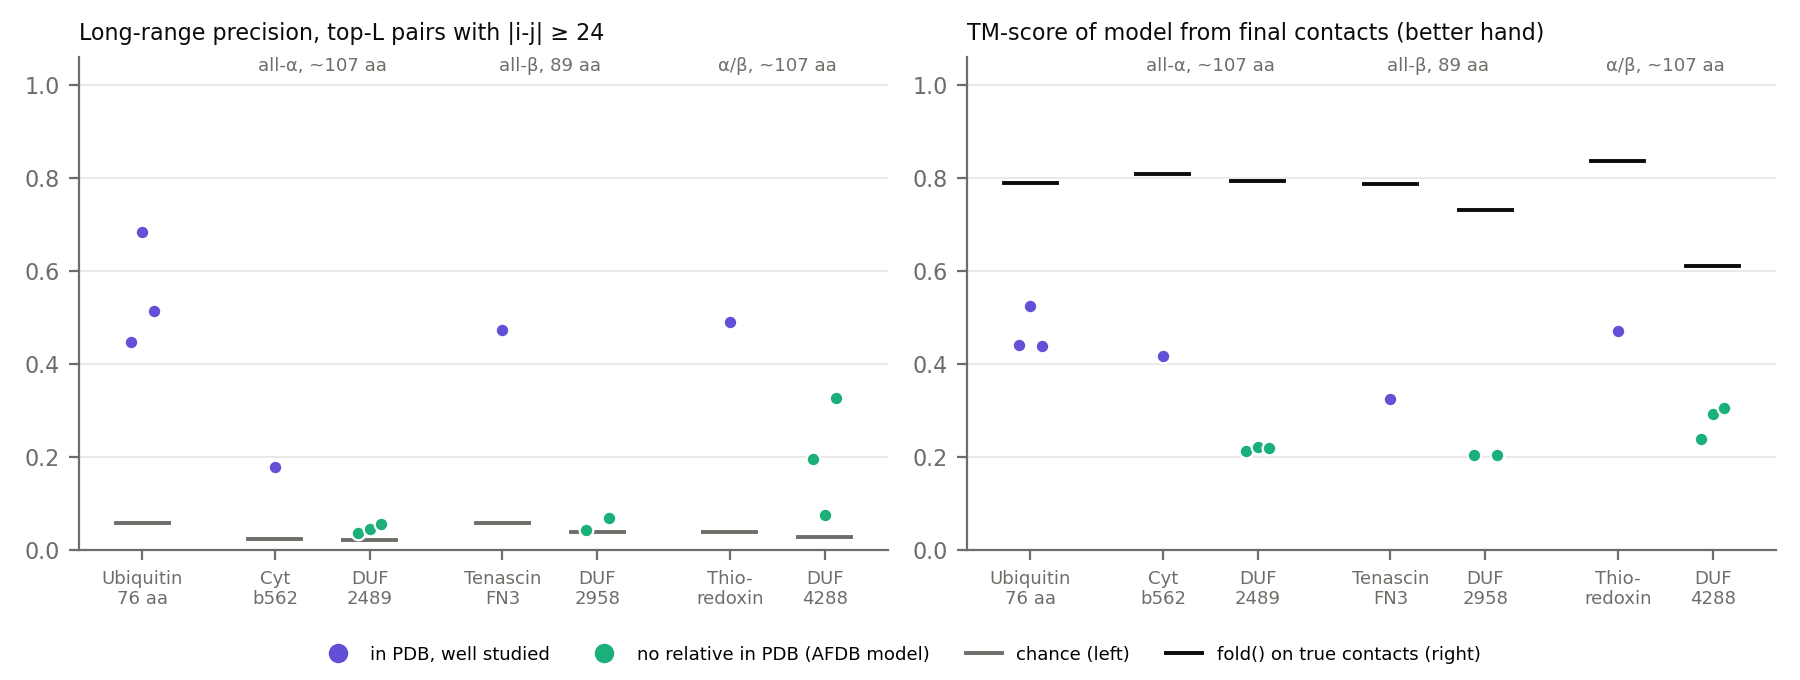 Long-range precision, top-L pairs with |i-j| ≥ 24
all-α, ~107 aa
all-β, 89 aa
α/β, ~107 aa
1.0
0.8
0.6
0.4
0.2
0.0
Ubiquitin
76 aa
Cyt
b562
DUF
2489
Tenascin
FN3
DUF
2958
Thio-
redoxin
DUF
4288
TM-score of model from final contacts (better hand)
all-α, ~107 aa
all-β, 89 aa
α/β, ~107 aa
1.0
0.8
0.6
0.4
0.2
0.0
Ubiquitin
76 aa
Cyt
b562
DUF
2489
Tenascin
FN3
DUF
2958
Thio-
redoxin
DUF
4288
in PDB, well studied
no relative in PDB (AFDB model)
chance (left)
fold() on true contacts (right)